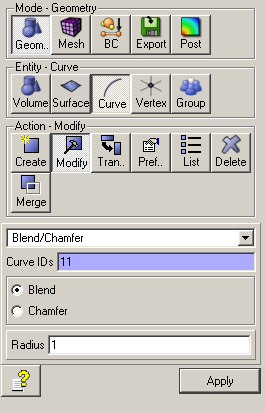 Mode - Geometry
Geom.. Mesh BC Export Post
Entity - Curve
Volume Surface Curve Vertex Group
Action - Modify
Create Modify Tran.. Pref.. List Delete
Merge
Blend/Chamfer
Curve IDs 11
Blend
Chamfer
Radius 1
Apply